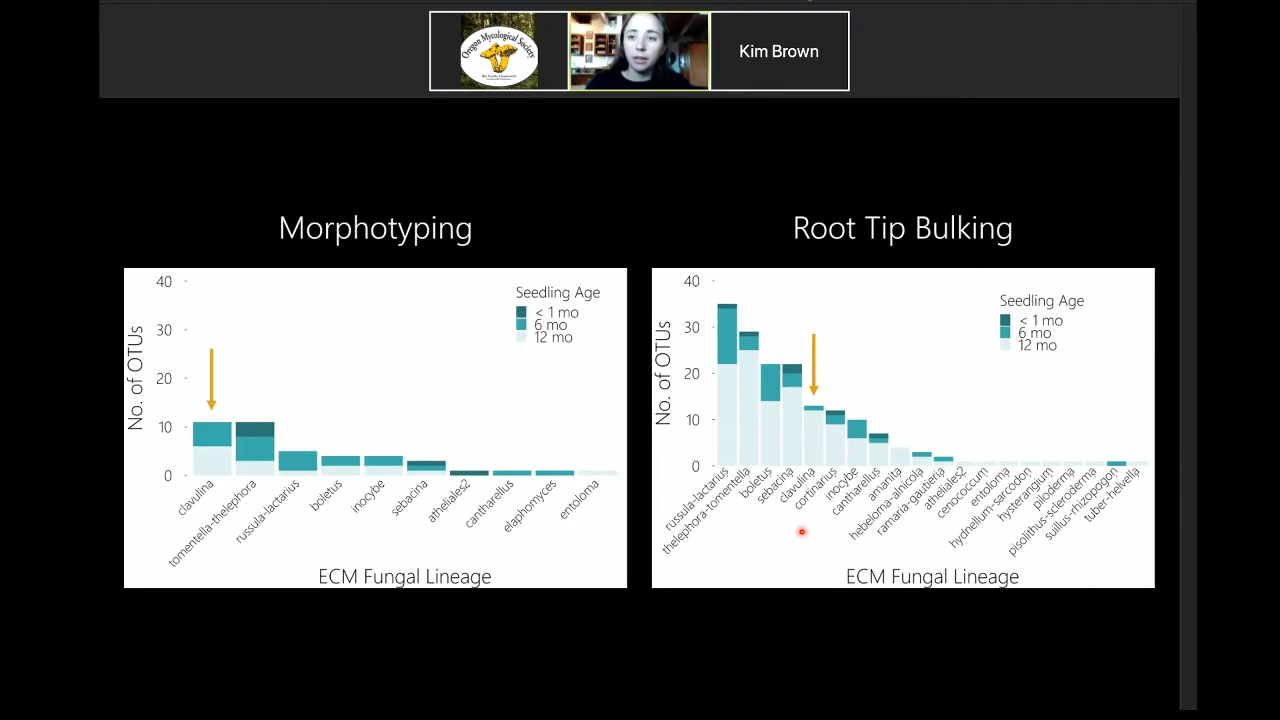 Oregon Mycological Society
Kim Brown
Morphotyping
Root Tip Bulking
No. of OTUs
40
30
20
10
0
Seedling Age
< 1 mo
6 mo
12 mo
clavulina
tomentella-thelephora
russula-lactarius
boletus
inocybe
sebacina
atheliales2
cantharellus
elaphomyces
entoloma
ECM Fungal Lineage
No. of OTUs
40
30
20
10
0
Seedling Age
< 1 mo
6 mo
12 mo
russula-lactarius
thelephora-tomentella
boletus
sebacina
clavulina
cortinarius
inocybe
cantharellus
amanita
hebeloma-alnicola
ramaria-gautieria
atheliales2
cenococcum
entoloma
hydnellum-sarcodon
hysterangium
piloderma
pisolithus-scleroderma
suillus-rhizopogon
tuber-helvella
ECM Fungal Lineage